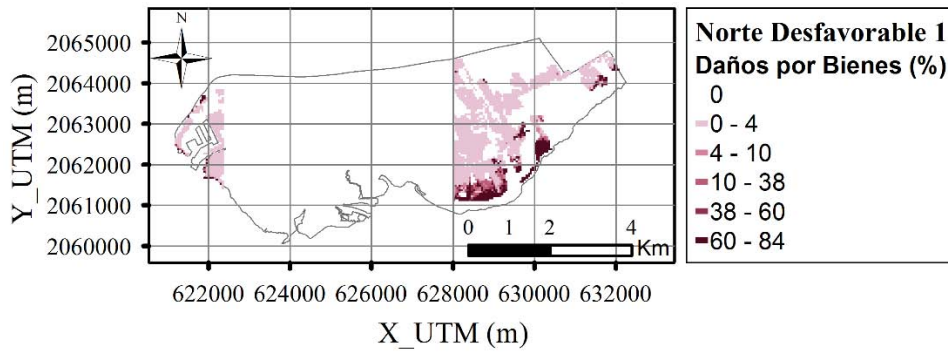 N
2065000
2064000
2063000
2062000
2061000
2060000
Y_UTM (m)
0 1 2 4
Km
622000 624000 626000 628000 630000 632000
X_UTM (m)
Norte Desfavorable 1
Daños por Bienes (%)
0
0 - 4
4 - 10
10 - 38
38 - 60
60 - 84